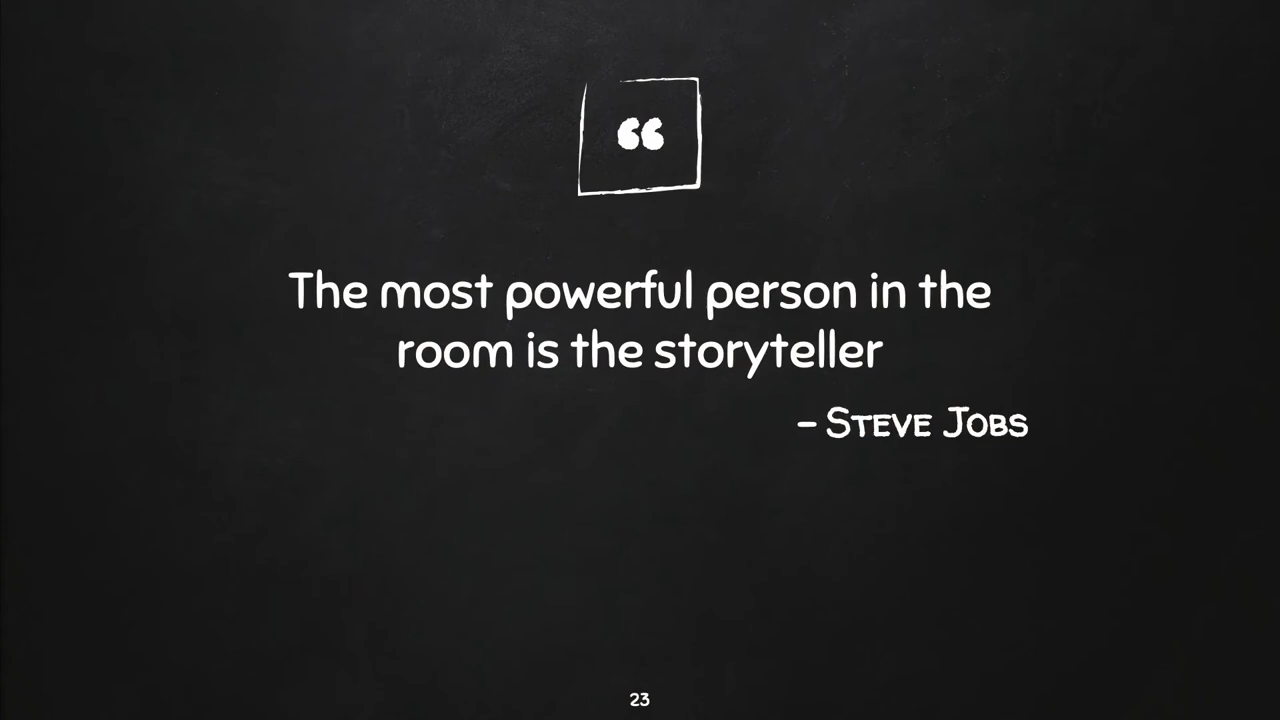 “
The most powerful person in the
room is the storyteller
– STEVE JOBS
23